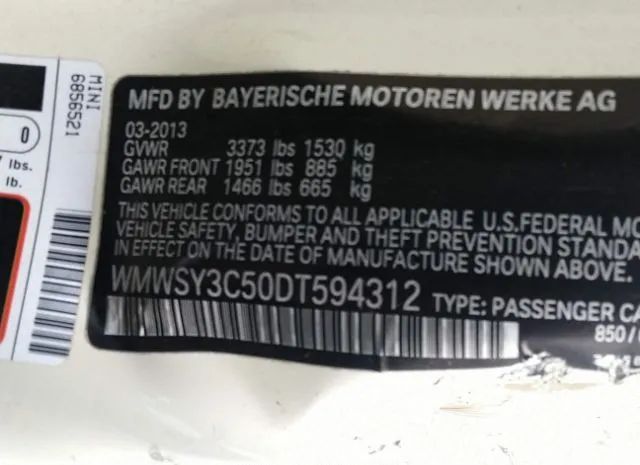 MINI
6856521
0
lbs.
lb.
MFD BY BAYERISCHE MOTOREN WERKE AG
03-2013
GVWR 3373 lbs 1530 kg
GAWR FRONT 1951 lbs 885 kg
GAWR REAR 1466 lbs 665 kg
THIS VEHICLE CONFORMS TO ALL APPLICABLE U.S.FEDERAL MO
VEHICLE SAFETY, BUMPER AND THEFT PREVENTION STANDA
IN EFFECT ON THE DATE OF MANUFACTURE SHOWN ABOVE.
WMWSY3C50DT594312 TYPE: PASSENGER CA
850/